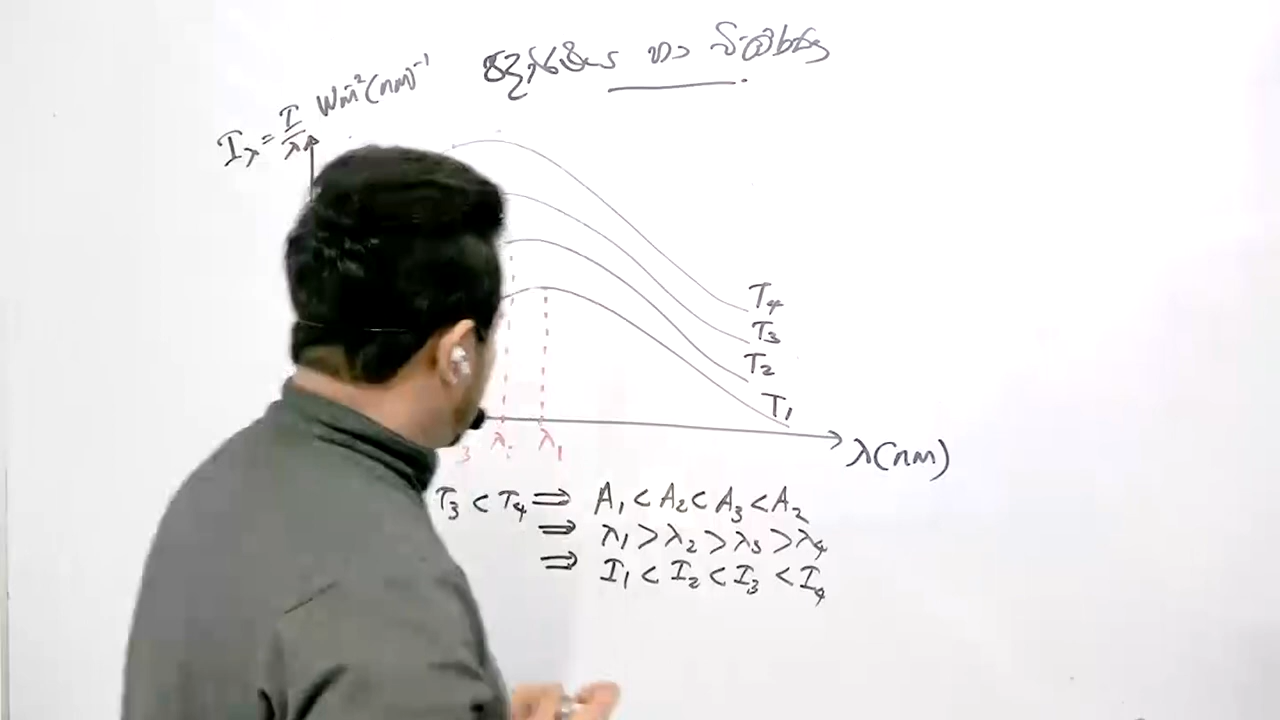 හා
I_λ = I/λ Wm⁻²(nm)⁻¹
T₄
T₃
T₂
T₁
λ(nm)
₃ λ₂ λ₁
T₃ < T₄ ⇒ A₁ < A₂ < A₃ < A₂
⇒ λ₁ > λ₂ > λ₃ > λ₄
⇒ I₁ < I₂ < I₃ < I₄